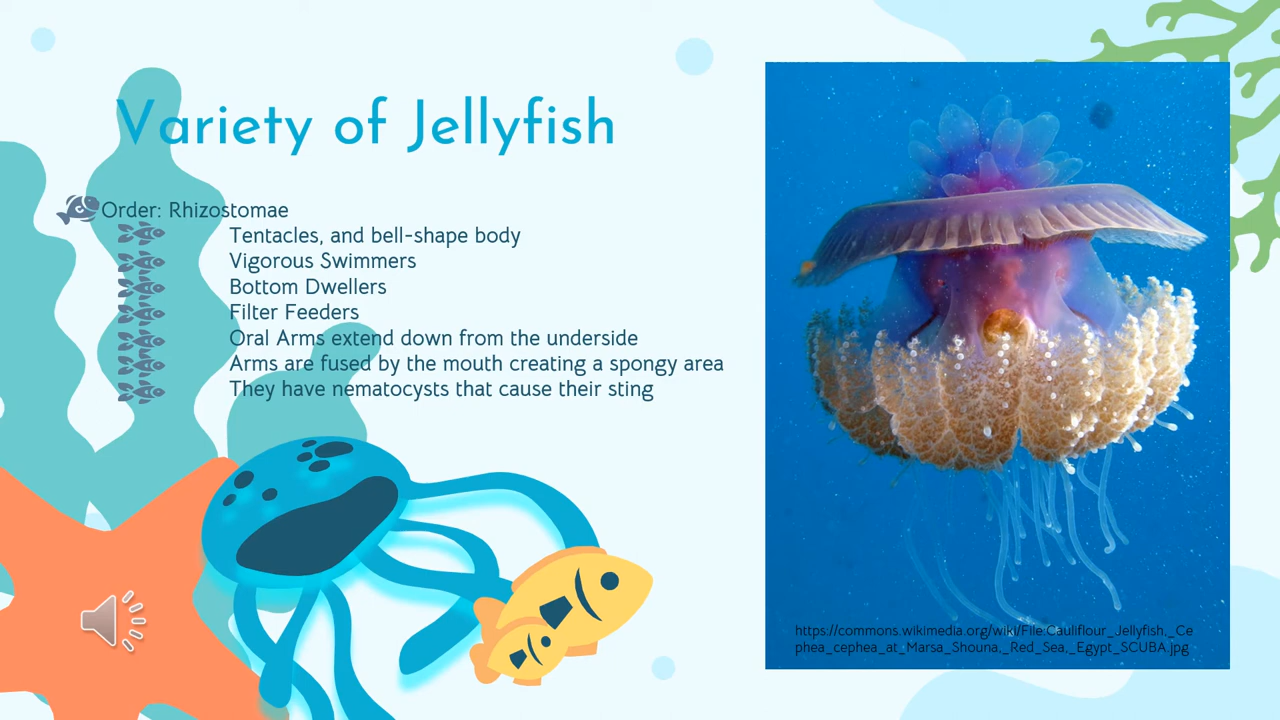 Variety of Jellyfish
Order: Rhizostomae
Tentacles, and bell-shape body
Vigorous Swimmers
Bottom Dwellers
Filter Feeders
Oral Arms extend down from the underside
Arms are fused by the mouth creating a spongy area
They have nematocysts that cause their sting
https://commons.wikimedia.org/wiki/File:Cauliflour_Jellyfish,_Ce
phea_cephea_at_Marsa_Shouna,_Red_Sea,_Egypt_SCUBA.jpg